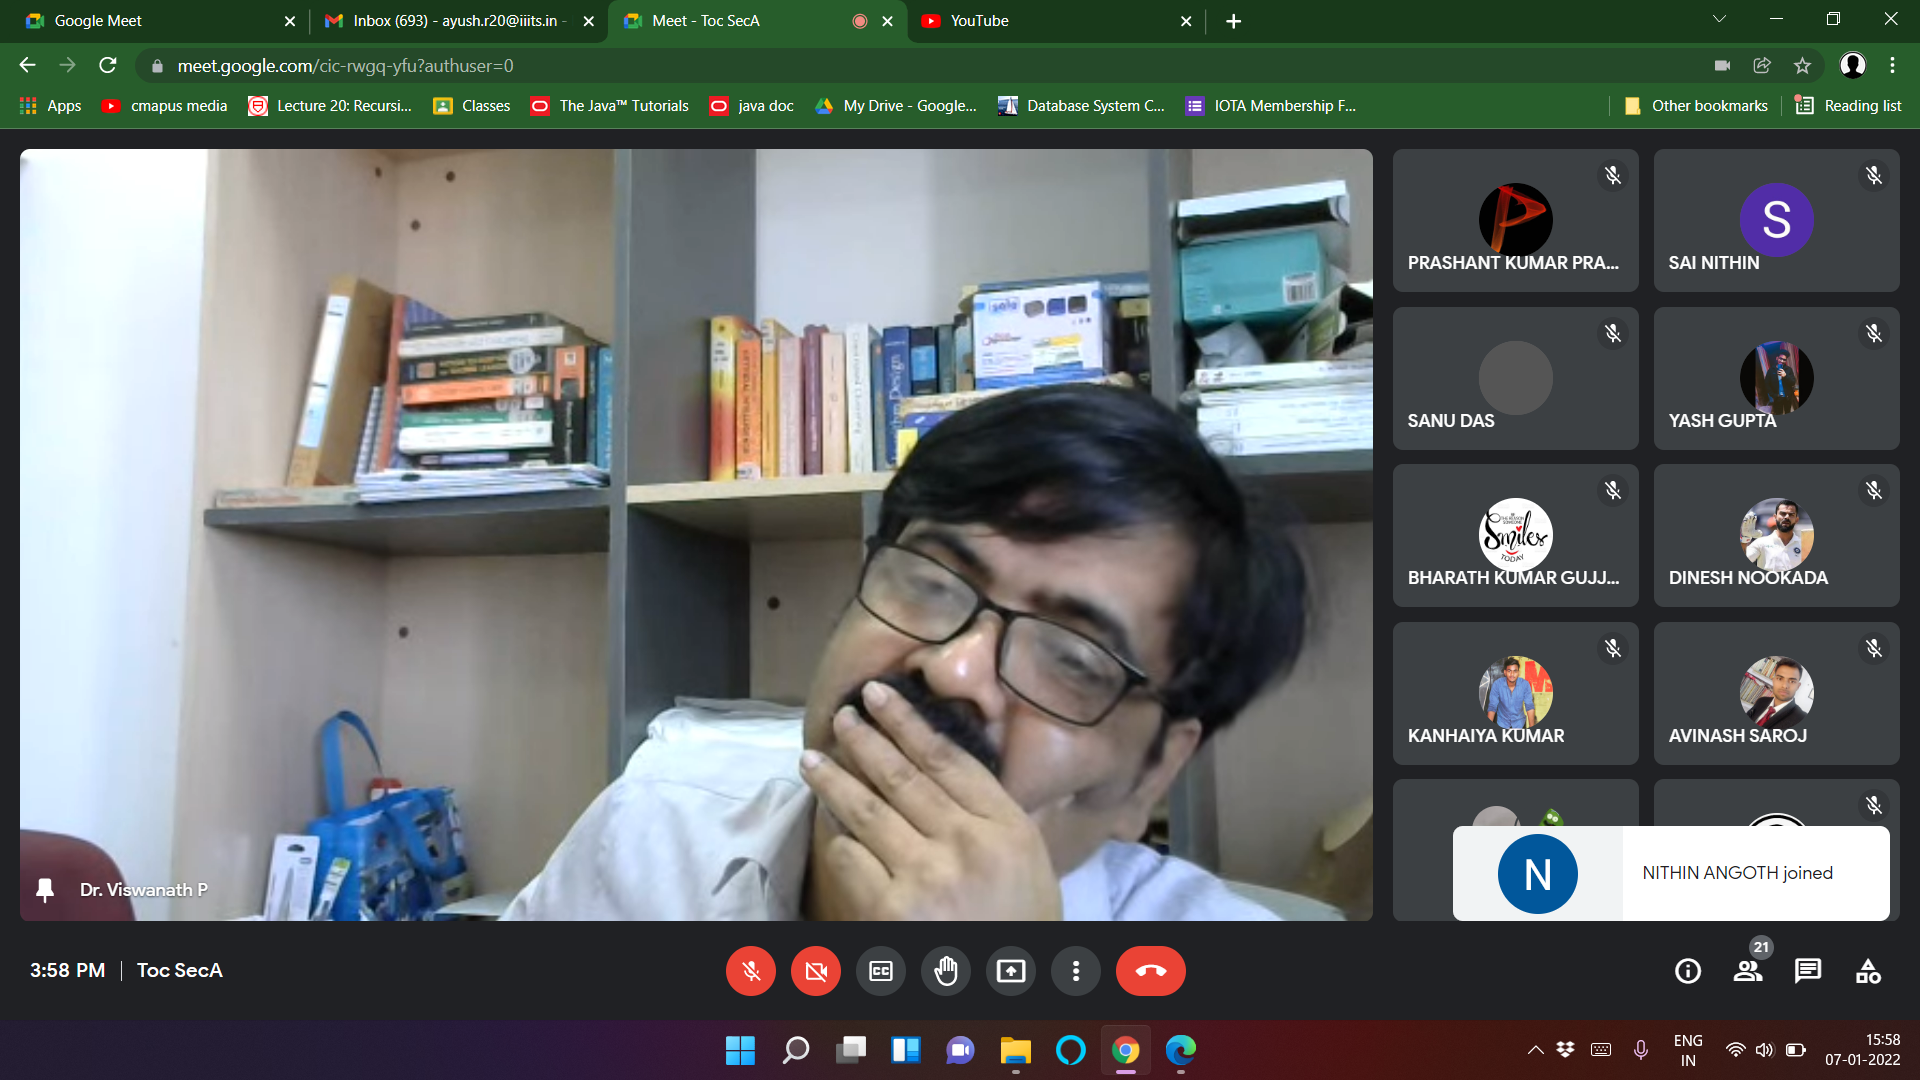 Google Meet
Inbox (693) - ayush.r20@iiits.in -
Meet - Toc SecA
YouTube
meet.google.com/cic-rwgq-yfu?authuser=0
Apps
cmapus media
Lecture 20: Recursi...
Classes
The Java™ Tutorials
java doc
My Drive - Google...
Database System C...
IOTA Membership F...
Other bookmarks
Reading list
PRASHANT KUMAR PRA...
S
SAI NITHIN
SANU DAS
YASH GUPTA
Smiles
TODAY
BHARATH KUMAR GUJJ...
DINESH NOOKADA
KANHAIYA KUMAR
AVINASH SAROJ
N
NITHIN ANGOTH joined
Dr. Viswanath P
3:58 PM
Toc SecA
CC
21
ENG
IN
15:58
07-01-2022